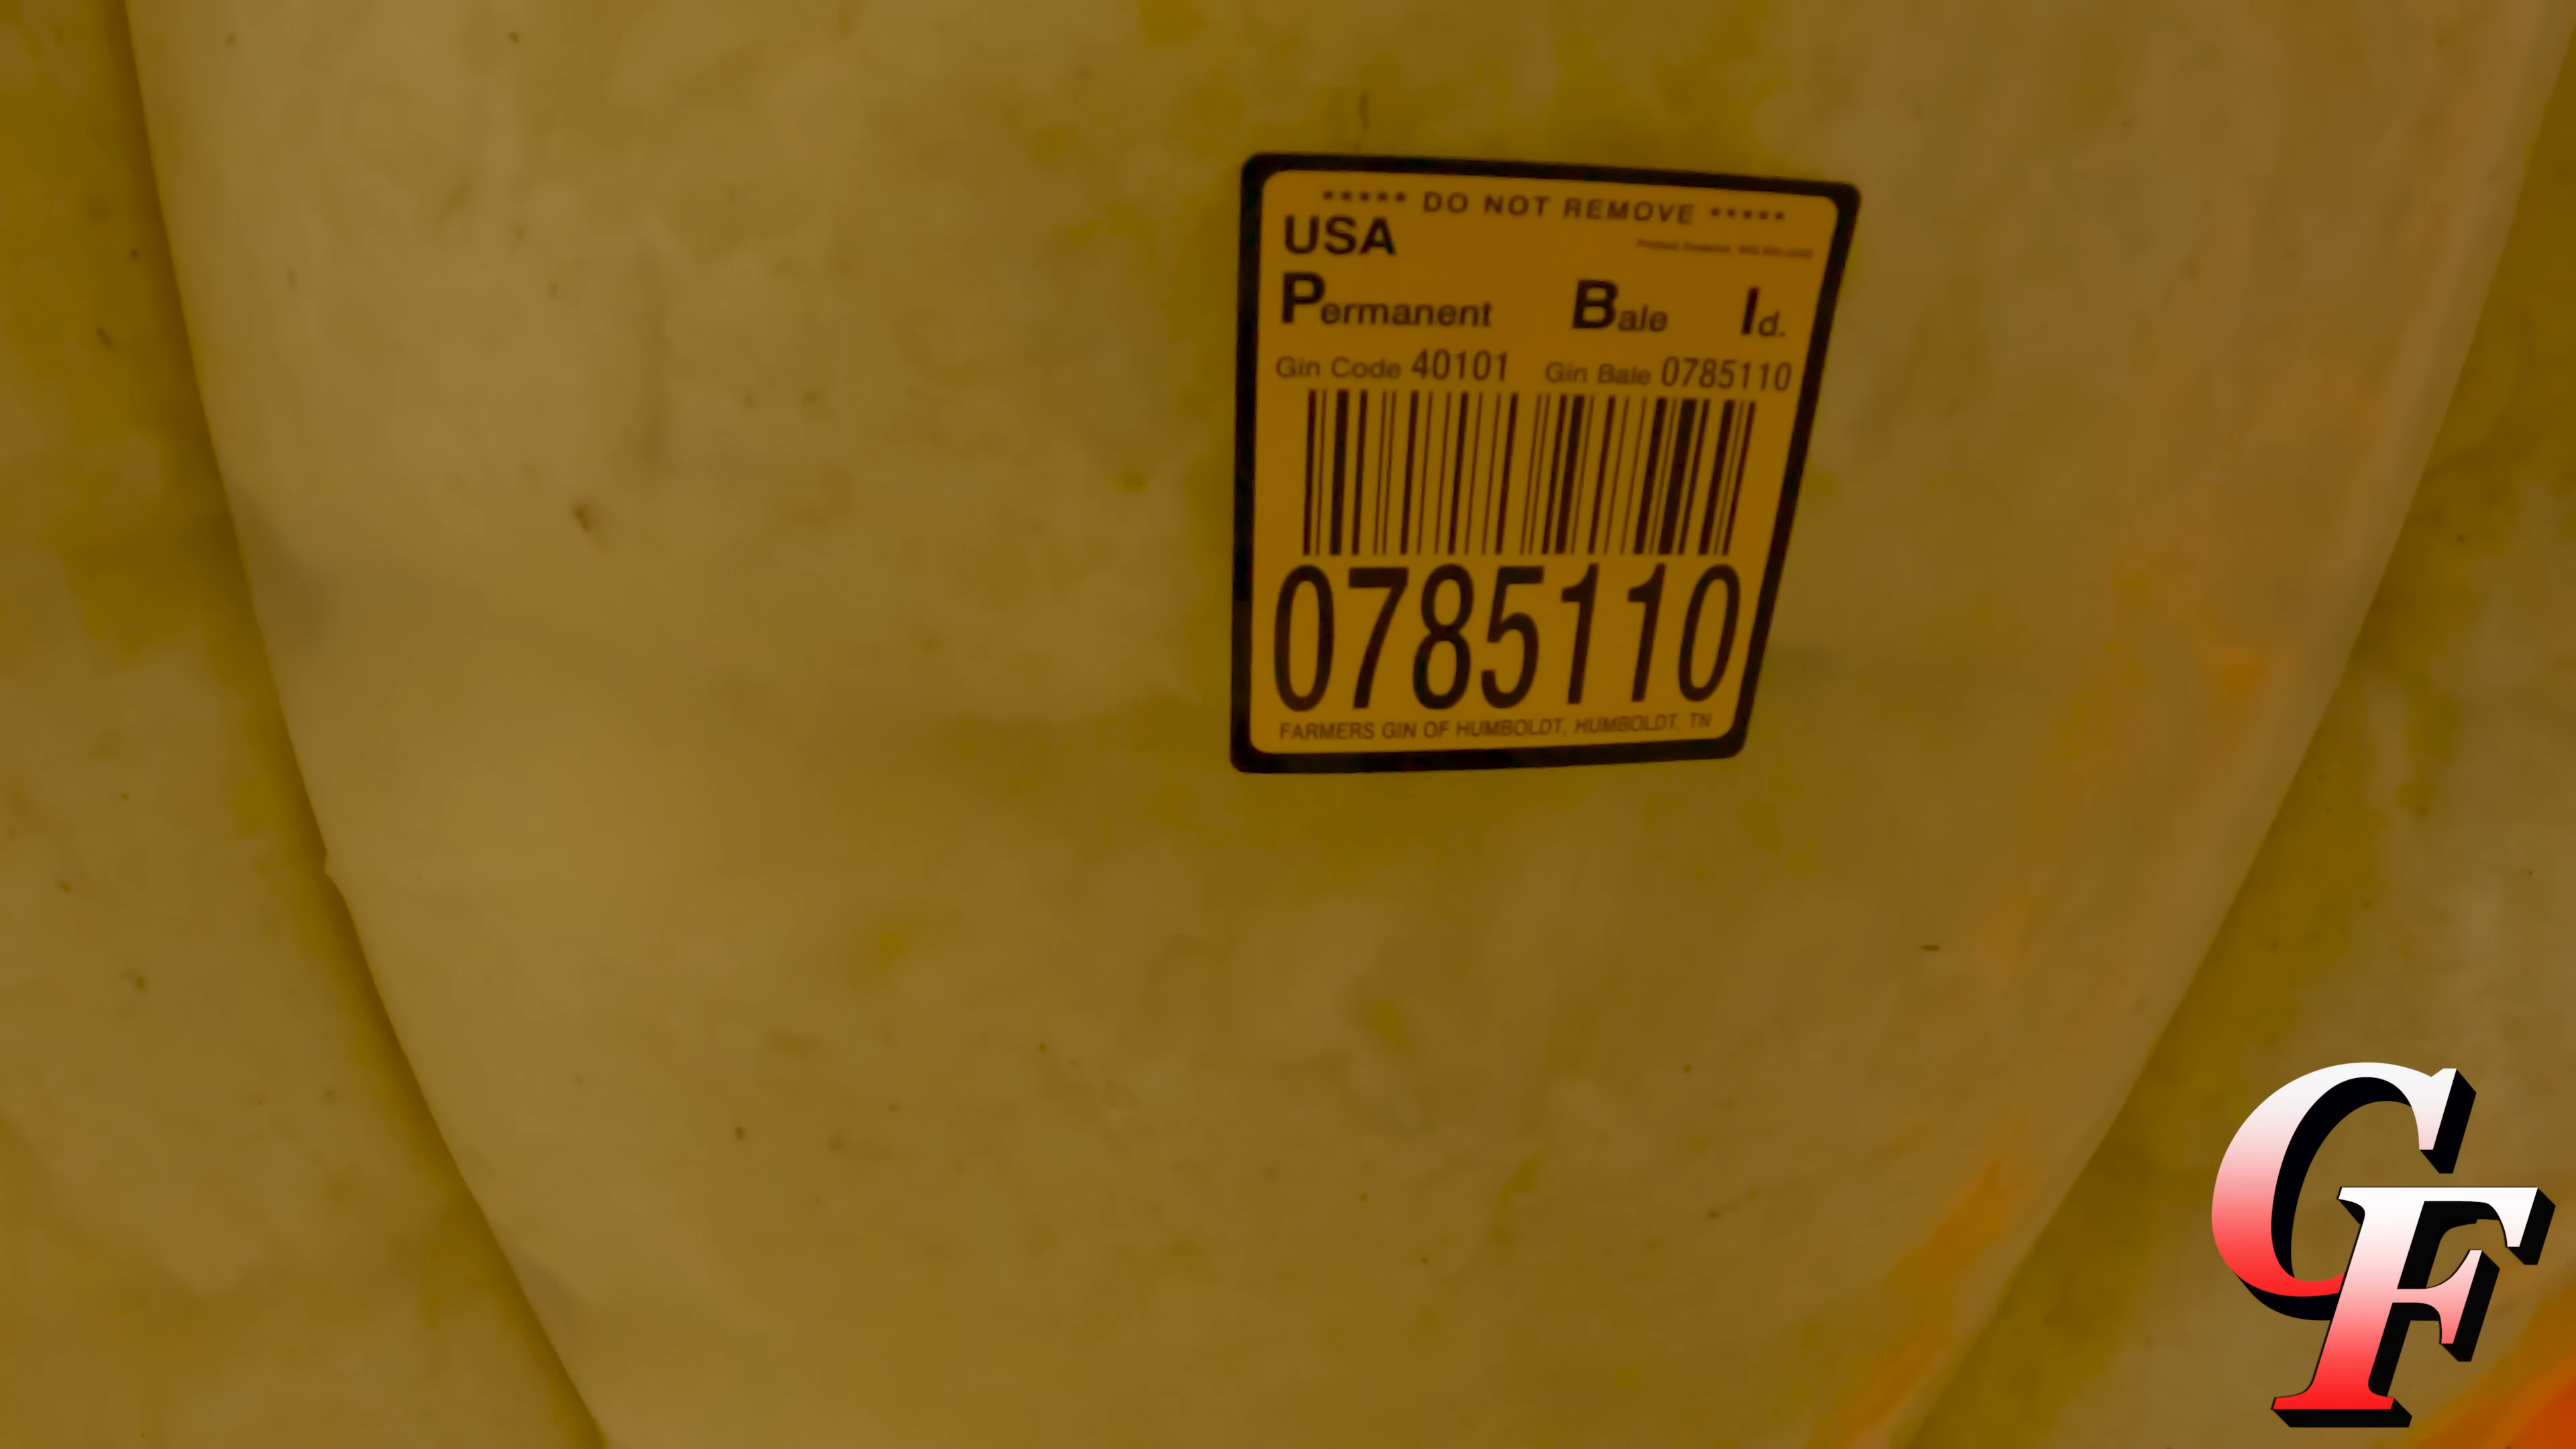 ***** DO NOT REMOVE *****
USA
Permanent Bale Id.
Gin Code 40101 Gin Bale 0785110
0785110
FARMERS GIN OF HUMBOLDT, HUMBOLDT, TN
CF